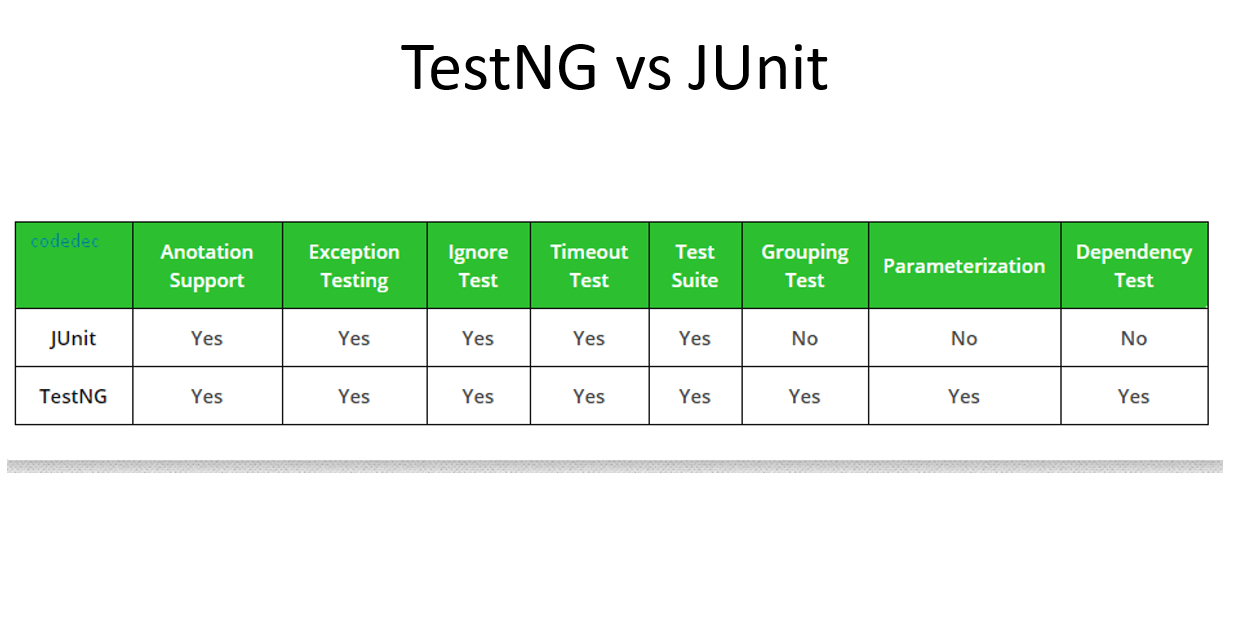 TestNG vs JUnit
codedec
Anotation
Support
Exception
Testing
Ignore
Test
Timeout
Test
Test
Suite
Grouping
Test
Parameterization
Dependency
Test
JUnit Yes Yes Yes Yes Yes No No No
TestNG Yes Yes Yes Yes Yes Yes Yes Yes